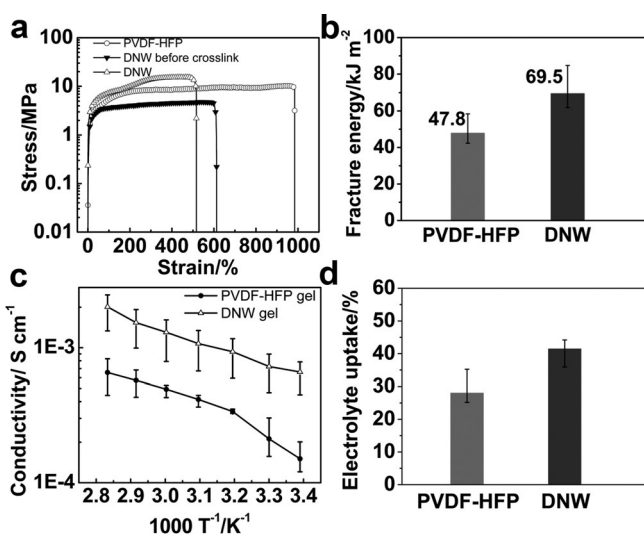 a
PVDF-HFP
DNW before crosslink
DNW
100
10
1
0.1
0.01
Stress/MPa
0 200 400 600 800 1000
Strain/%
b
100
80
60
40
20
0
Fracture energy/kJ m-2
47.8
69.5
PVDF-HFP DNW
c
PVDF-HFP gel
DNW gel
1E-3
1E-4
Conductivity/ S cm-1
2.8 2.9 3.0 3.1 3.2 3.3 3.4
1000 T-1/K-1
d
60
50
40
30
20
10
0
Electrolyte uptake/%
PVDF-HFP DNW